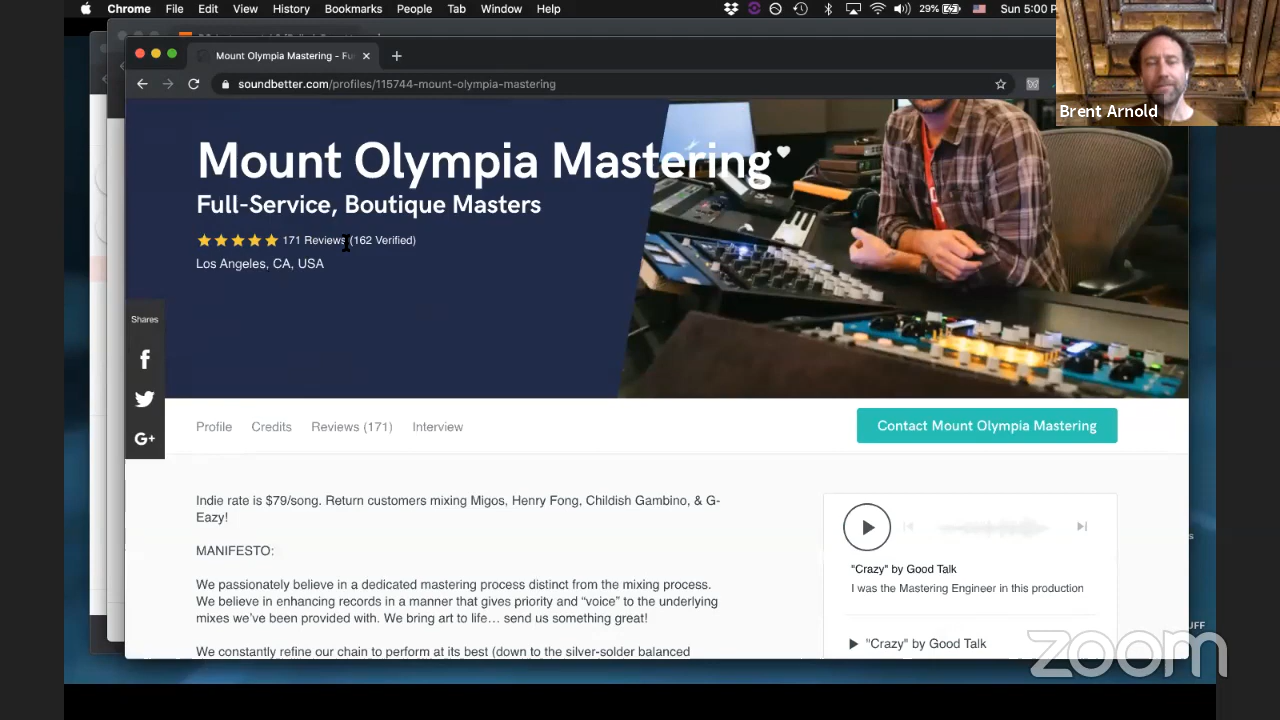 Chrome File Edit View History Bookmarks People Tab Window Help 29% Sun 5:00 P
Mount Olympia Mastering – Fu
soundbetter.com/profiles/115744-mount-olympia-mastering
Brent Arnold
Mount Olympia Mastering
Full-Service, Boutique Masters
171 Reviews (162 Verified)
Los Angeles, CA, USA
Shares
Profile Credits Reviews (171) Interview
Contact Mount Olympia Mastering
Indie rate is $79/song. Return customers mixing Migos, Henry Fong, Childish Gambino, & G-
Eazy!
MANIFESTO:
We passionately believe in a dedicated mastering process distinct from the mixing process.
We believe in enhancing records in a manner that gives priority and “voice” to the underlying
mixes we’ve been provided with. We bring art to life… send us something great!
We constantly refine our chain to perform at its best (down to the silver-solder balanced
"Crazy" by Good Talk
I was the Mastering Engineer in this production
"Crazy" by Good Talk
UFF
zoom